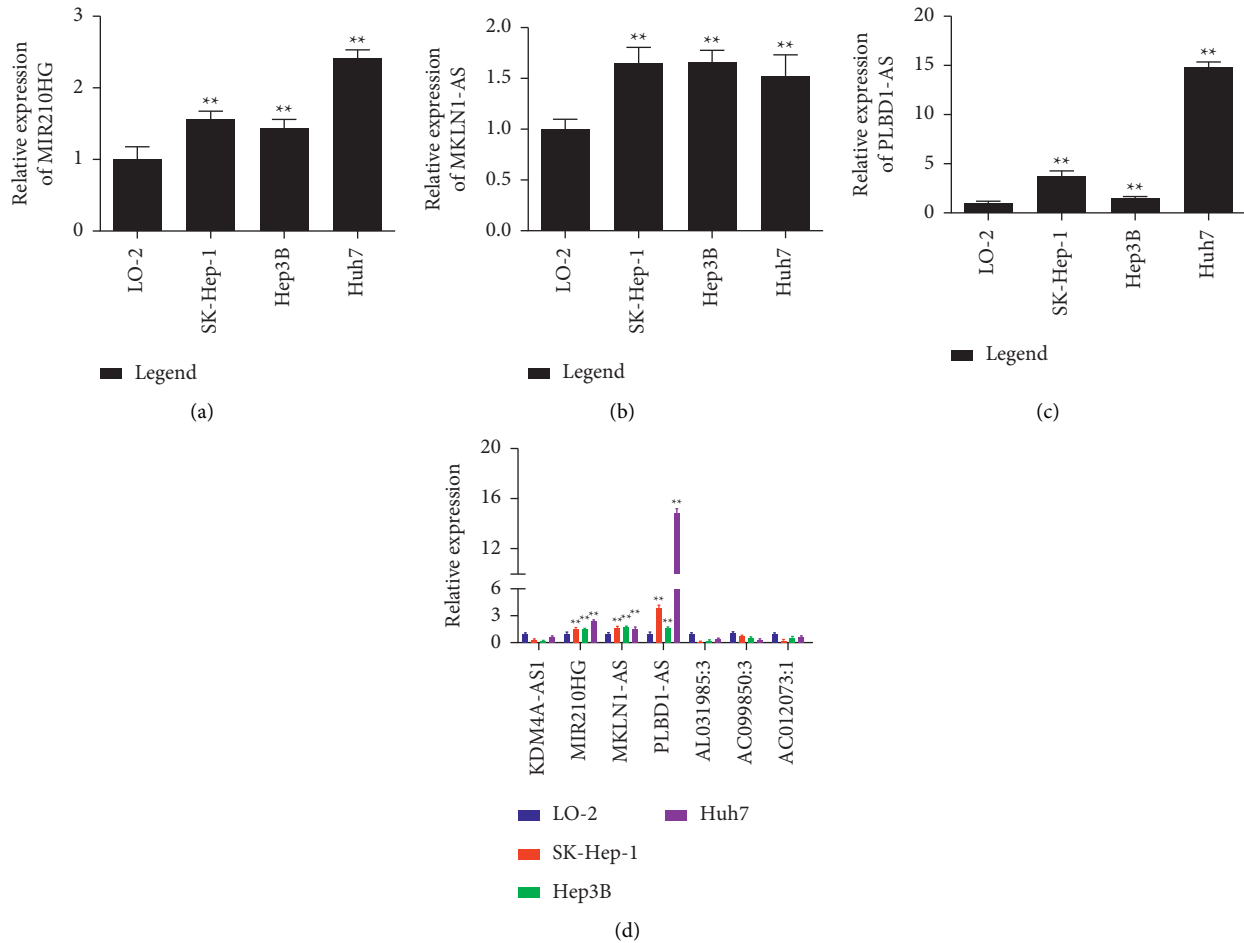 Relative expression
of MIR210HG
3
2
1
0
**
**
**
LO-2
SK-Hep-1
Hep3B
Huh7
Legend
(a)
Relative expression
of MKLN1-AS
2.0
1.5
1.0
0.5
0.0
**
**
**
LO-2
SK-Hep-1
Hep3B
Huh7
Legend
(b)
Relative expression
of PLBD1-AS
20
15
10
5
0
**
**
**
LO-2
SK-Hep-1
Hep3B
Huh7
Legend
(c)
Relative expression
20
16
12
6
3
0
**
**
**
**
**
**
**
**
**
KDM4A-AS1
MIR210HG
MKLN1-AS
PLBD1-AS
AL031985:3
AC099850:3
AC012073:1
LO-2
SK-Hep-1
Hep3B
Huh7
(d)